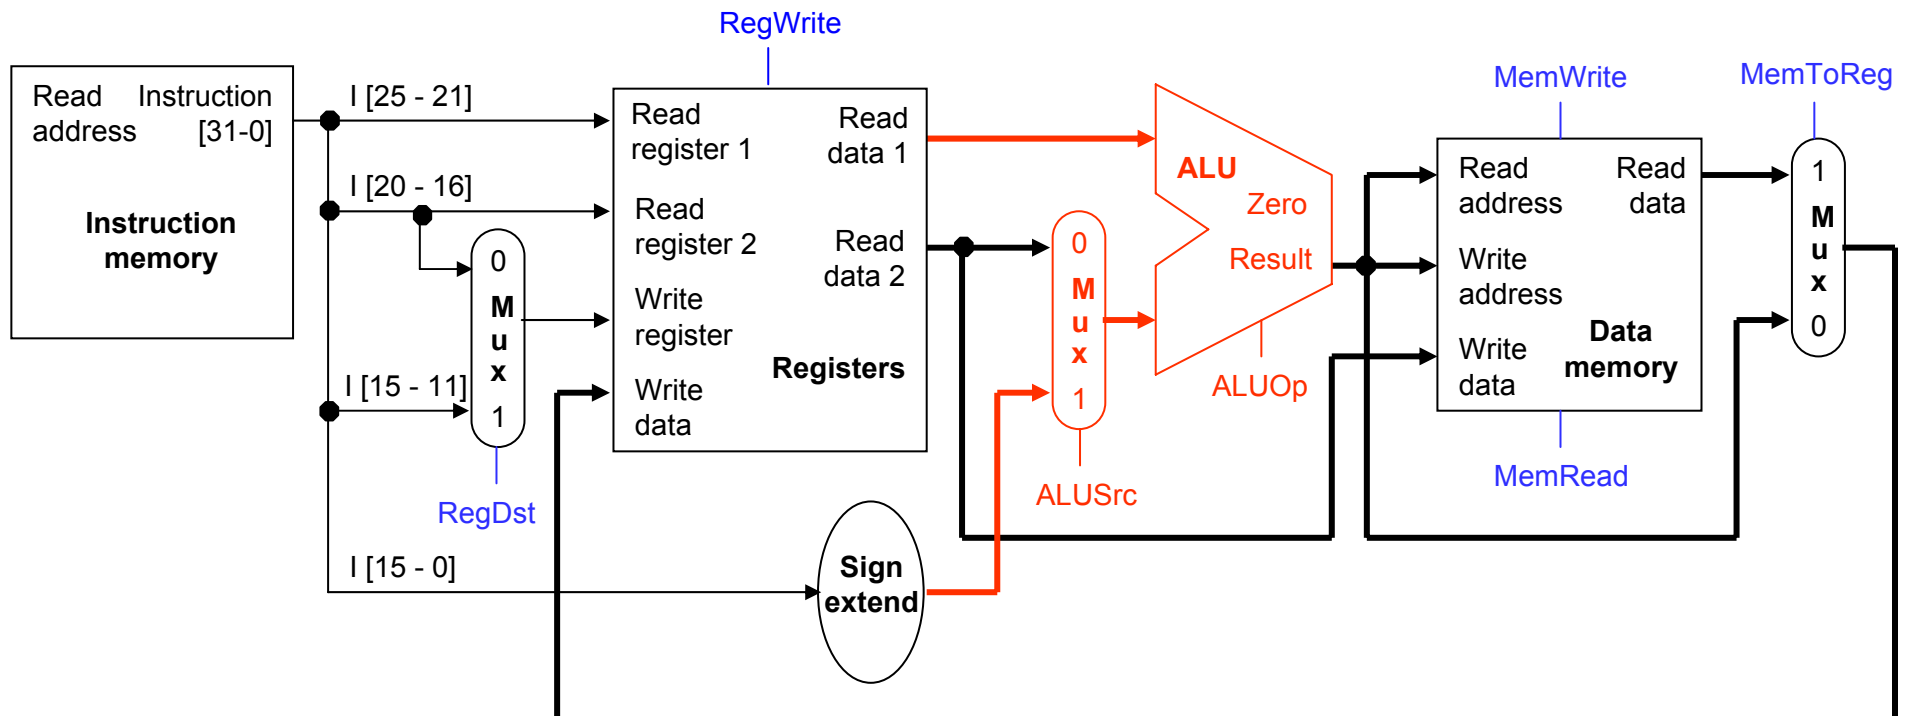 RegWrite
MemWrite
MemToReg
Read Instruction
address [31-0]
Instruction
memory
I [25 - 21]
I [20 - 16]
I [15 - 11]
I [15 - 0]
0
M
u
x
1
RegDst
Read
register 1
Read
register 2
Write
register
Write
data
Read
data 1
Read
data 2
Registers
Sign
extend
0
M
u
x
1
ALUSrc
ALU
Zero
Result
ALUOp
Read
address
Write
address
Write
data
Read
data
Data
memory
MemRead
1
M
u
x
0